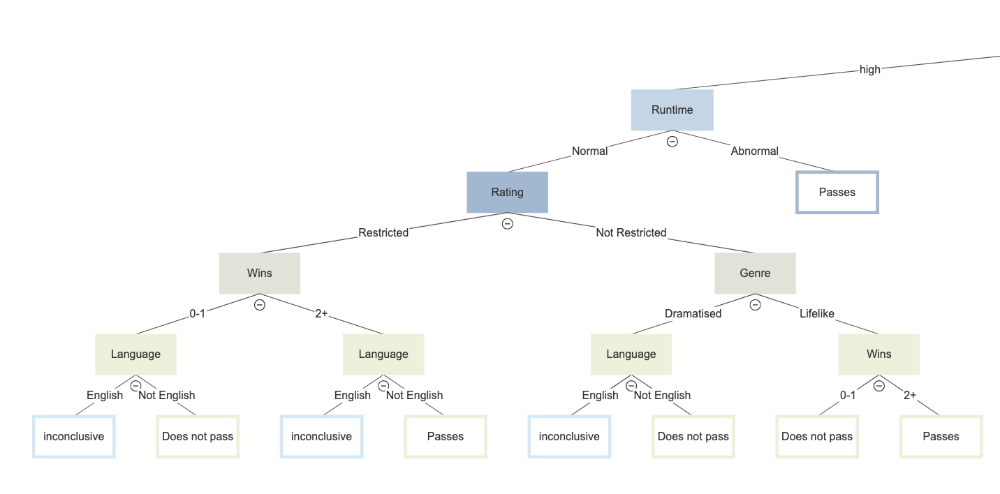 high
Runtime
Normal
Abnormal
Rating
Passes
Restricted
Not Restricted
Wins
Genre
0-1
2+
Dramatised
Lifelike
Language
Language
Language
Wins
English
Not English
English
Not English
English
Not English
0-1
2+
inconclusive
Does not pass
inconclusive
Passes
inconclusive
Does not pass
Does not pass
Passes